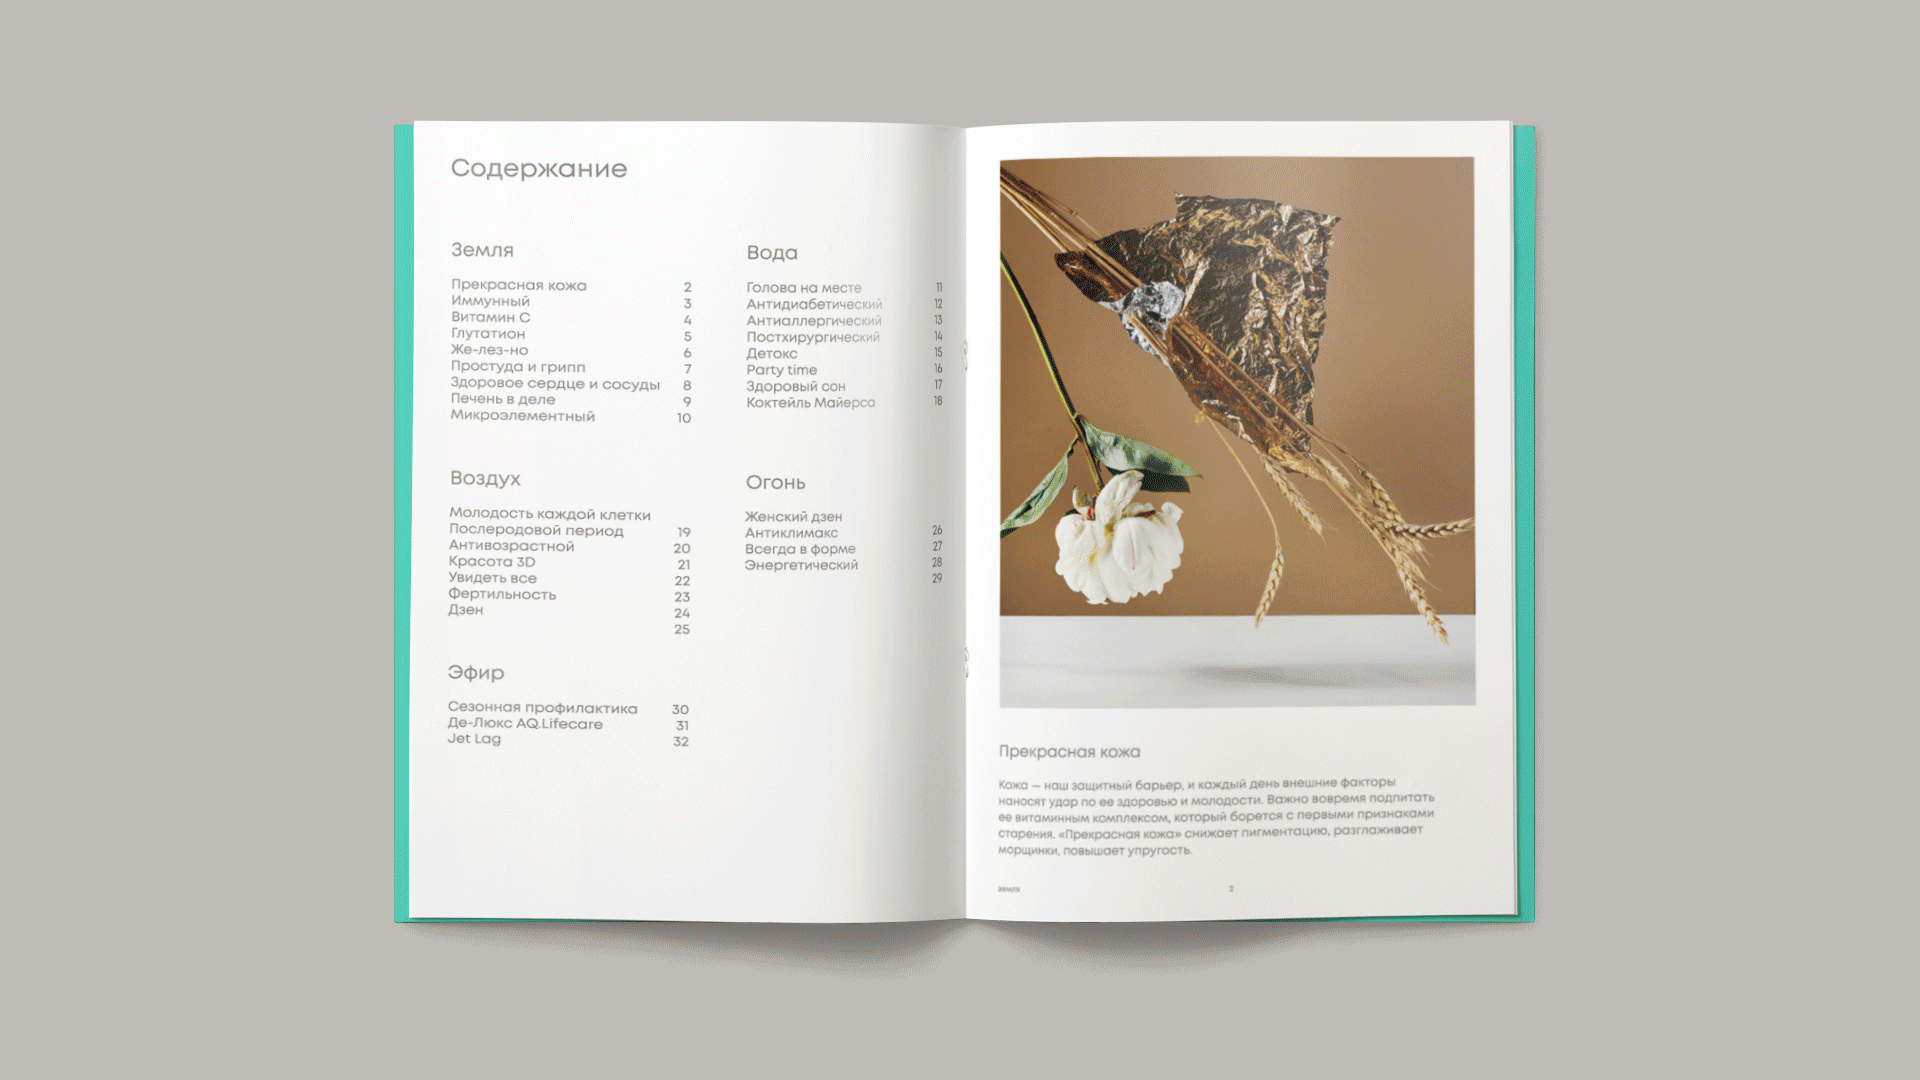 Содержание
Земля
Прекрасная кожа 2
Иммунный 3
Витамин С 4
Глутатион 5
Же-лез-но 6
Простуда и грипп 7
Здоровое сердце и сосуды 8
Печень в деле 9
Микроэлементный 10
Воздух
Молодость каждой клетки
Послеродовой период 19
Антивозрастной 20
Красота 3D 21
Увидеть все 22
Фертильность 23
Дзен 24
25
Эфир
Сезонная профилактика 30
Де-Люкс AQ.Lifecare 31
Jet Lag 32
Вода
Голова на месте 11
Антидиабетический 12
Антиаллергический 13
Постхирургический 14
Детокс 15
Party time 16
Здоровый сон 17
Коктейль Майерса 18
Огонь
Женский дзен
Антиклимакс 26
Всегда в форме 27
Энергетический 28
29
Прекрасная кожа
Кожа — наш защитный барьер, и каждый день внешние факторы
наносят удар по ее здоровью и молодости. Важно вовремя подпитать
ее витаминным комплексом, который борется с первыми признаками
старения. «Прекрасная кожа» снижает пигментацию, разглаживает
морщинки, повышает упругость.
земля 2